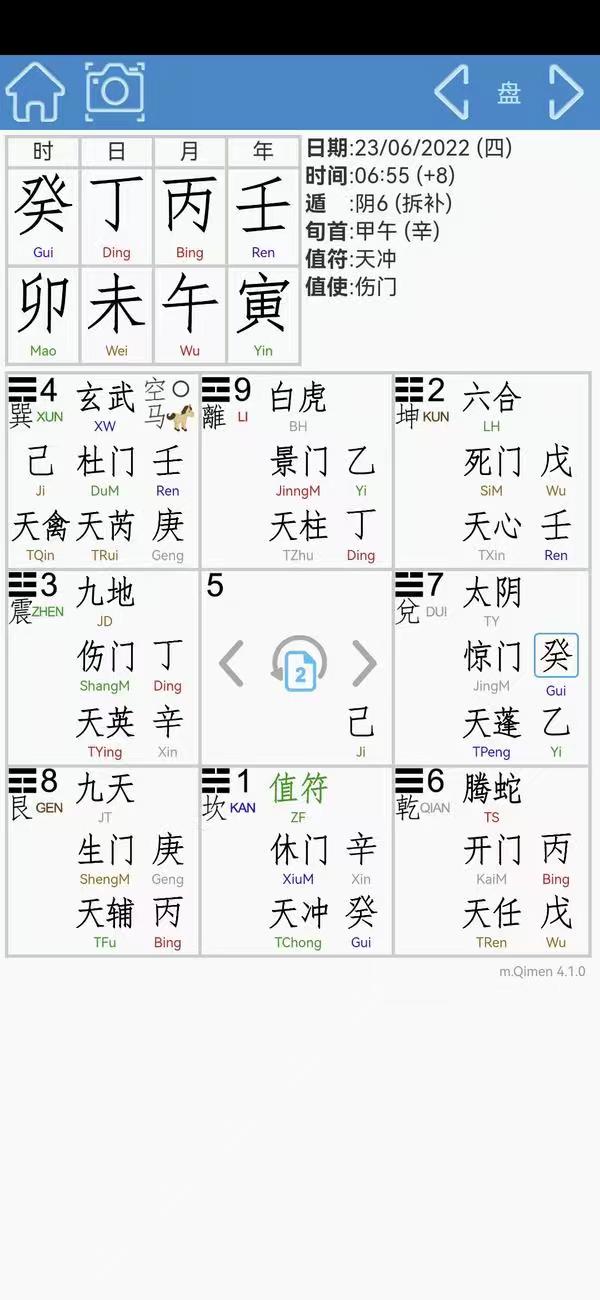 盘
时 日 月 年
癸 丁 丙 壬
Gui Ding Bing Ren
卯 未 午 寅
Mao Wei Wu Yin
日期:23/06/2022 (四)
时间:06:55 (+8)
遁 :阴6 (拆补)
旬首:甲午 (辛)
值符:天冲
值使:伤门
4 玄武 空
巽 XUN XW 马
己 杜门 壬
Ji DuM Ren
天禽 天芮 庚
TQin TRui Geng
9 白虎
離 LI BH
景门 乙
JinngM Yi
天柱 丁
TZhu Ding
2 六合
坤 KUN LH
死门 戊
SiM Wu
天心 壬
TXin Ren
3 九地
震 ZHEN JD
伤门 丁
ShangM Ding
天英 辛
TYing Xin
5
2
己
Ji
7 太阴
兌 DUI TY
惊门 癸
JingM Gui
天蓬 乙
TPeng Yi
8 九天
艮 GEN JT
生门 庚
ShengM Geng
天辅 丙
TFu Bing
1 值符
坎 KAN ZF
休门 辛
XiuM Xin
天冲 癸
TChong Gui
6 腾蛇
乾 QIAN TS
开门 丙
KaiM Bing
天任 戊
TRen Wu
m.Qimen 4.1.0